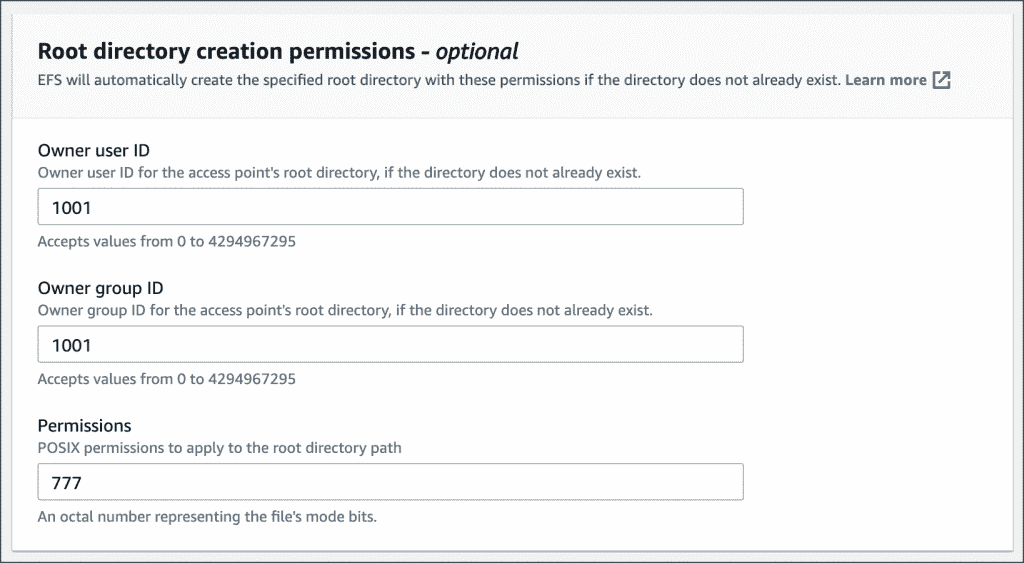 Root directory creation permissions - optional
EFS will automatically create the specified root directory with these permissions if the directory does not already exist. Learn more
Owner user ID
Owner user ID for the access point's root directory, if the directory does not already exist.
1001
Accepts values from 0 to 4294967295
Owner group ID
Owner group ID for the access point's root directory, if the directory does not already exist.
1001
Accepts values from 0 to 4294967295
Permissions
POSIX permissions to apply to the root directory path
777
An octal number representing the file's mode bits.